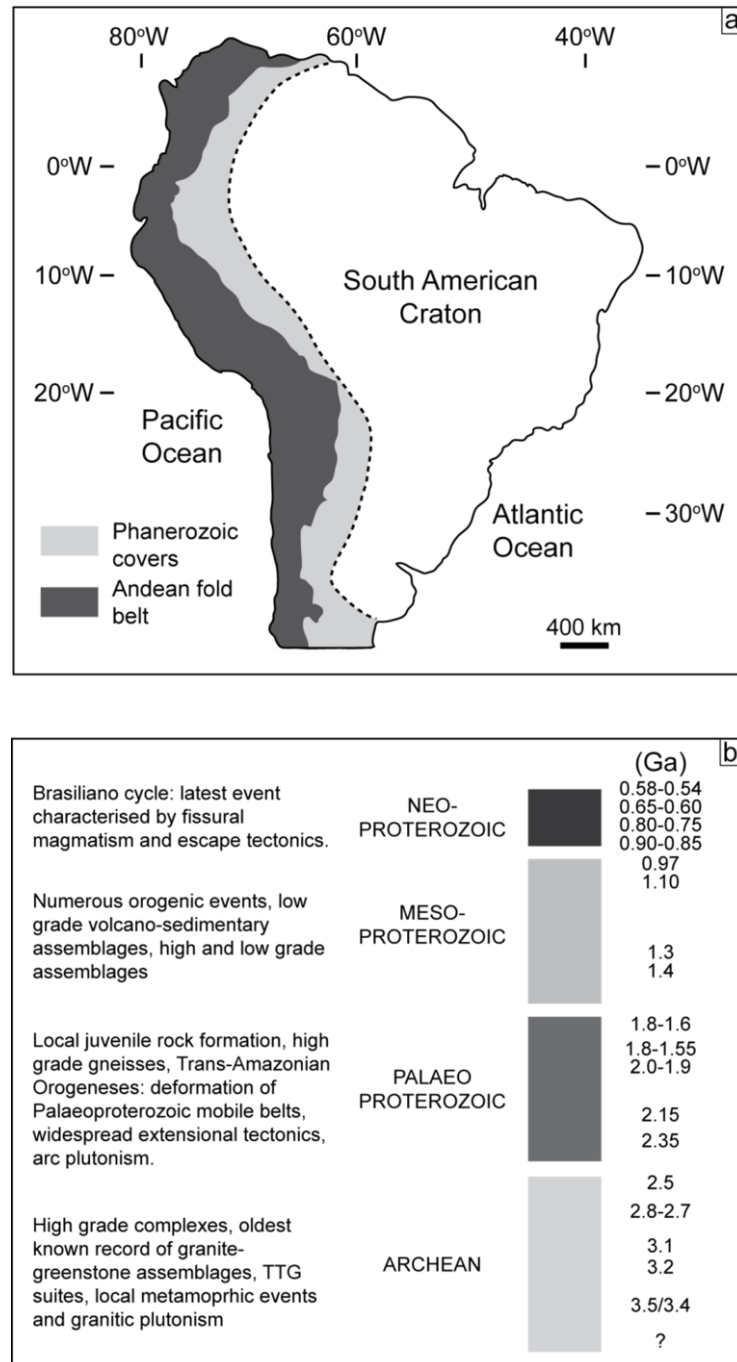 a
80°W 60°W 40°W
0°W 0°W
South American
Craton
10°W 10°W
20°W 20°W
Pacific
Ocean
30°W
Atlantic
Ocean
Phanerozoic
covers
Andean fold
belt
400 km
b
(Ga)
Brasiliano cycle: latest event
characterised by fissural
magmatism and escape tectonics.
NEO-
PROTEROZOIC
0.58-0.54
0.65-0.60
0.80-0.75
0.90-0.85
Numerous orogenic events, low
grade volcano-sedimentary
assemblages, high and low grade
assemblages
MESO-
PROTEROZOIC
0.97
1.10
1.3
1.4
Local juvenile rock formation, high
grade gneisses, Trans-Amazonian
Orogeneses: deformation of
Palaeoproterozoic mobile belts,
widespread extensional tectonics,
arc plutonism.
PALAEO
PROTEROZOIC
1.8-1.6
1.8-1.55
2.0-1.9
2.15
2.35
High grade complexes, oldest
known record of granite-
greenstone assemblages, TTG
suites, local metamoprhic events
and granitic plutonism
ARCHEAN
2.5
2.8-2.7
3.1
3.2
3.5/3.4
?